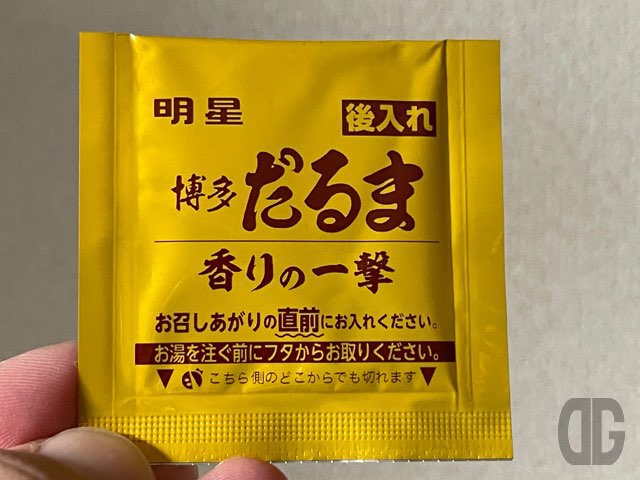 明星
後入れ
博多 だるま
香りの一撃
お召しあがりの直前にお入れください。
お湯を注ぐ前にフタからお取りください。
▼こちら側のどこからでも切れます▼
DG